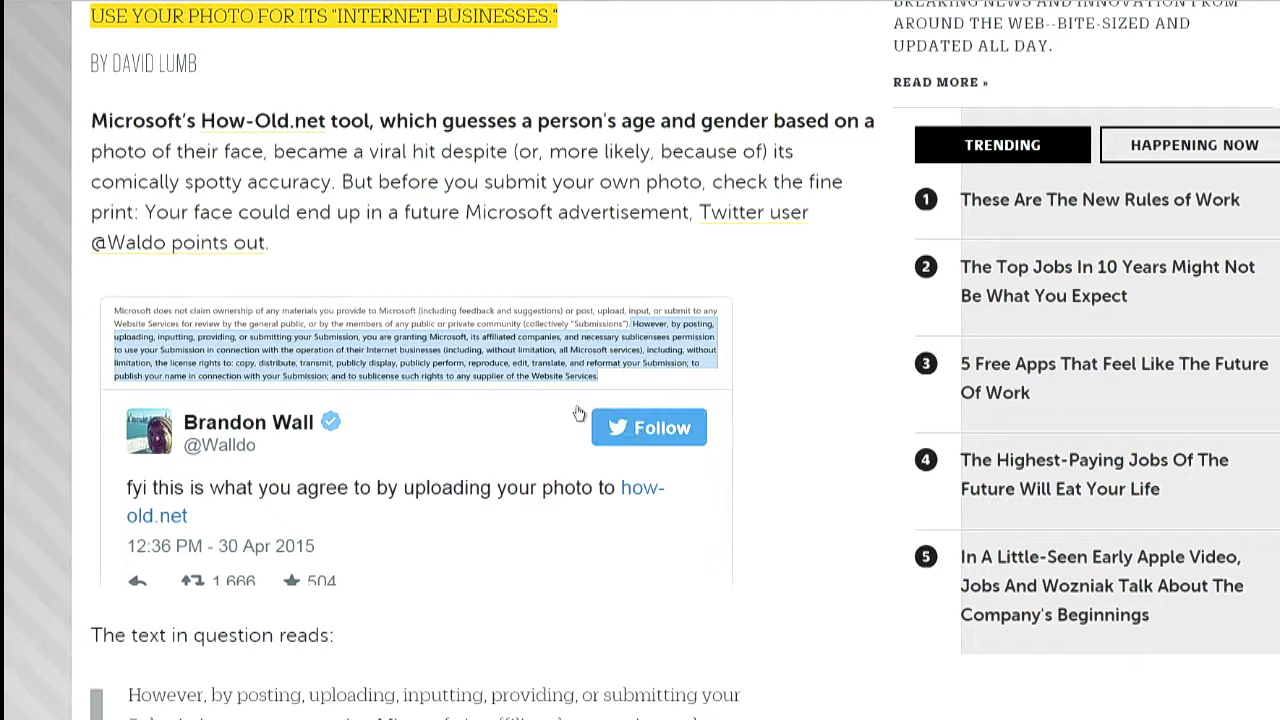 USE YOUR PHOTO FOR ITS "INTERNET BUSINESSES."
BY DAVID LUMB
Microsoft's How-Old.net tool, which guesses a person's age and gender based on a
photo of their face, became a viral hit despite (or, more likely, because of) its
comically spotty accuracy. But before you submit your own photo, check the fine
print: Your face could end up in a future Microsoft advertisement, Twitter user
@Waldo points out.
Microsoft does not claim ownership of any materials you provide to Microsoft (including feedback and suggestions) or post, upload, input, or submit to any
Website Services for review by the general public, or by the members of any public or private community (collectively "Submissions"). However, by posting,
uploading, inputting, providing, or submitting your Submission, you are granting Microsoft, its affiliated companies, and necessary sublicensees permission
to use your Submission in connection with the operation of their Internet businesses (including, without limitation, all Microsoft services), including, without
limitation, the license rights to: copy, distribute, transmit, publicly display, publicly perform, reproduce, edit, translate, and reformat your Submission; to
publish your name in connection with your Submission; and to sublicense such rights to any supplier of the Website Services.
Brandon Wall
@Walldo
Follow
fyi this is what you agree to by uploading your photo to how-
old.net
12:36 PM - 30 Apr 2015
1,666 504
The text in question reads:
However, by posting, uploading, inputting, providing, or submitting your
BREAKING NEWS AND INNOVATION FROM
AROUND THE WEB--BITE-SIZED AND
UPDATED ALL DAY.
READ MORE »
TRENDING
HAPPENING NOW
1 These Are The New Rules of Work
2 The Top Jobs In 10 Years Might Not
Be What You Expect
3 5 Free Apps That Feel Like The Future
Of Work
4 The Highest-Paying Jobs Of The
Future Will Eat Your Life
5 In A Little-Seen Early Apple Video,
Jobs And Wozniak Talk About The
Company's Beginnings